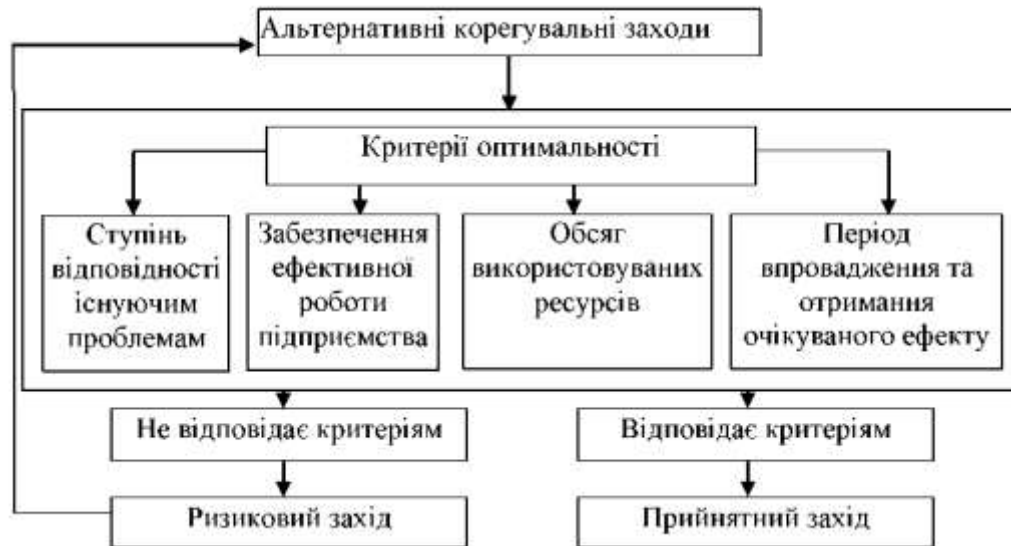 Альтернативні корегувальні заходи
Критерії оптимальності
Ступінь
відповідності
існуючим
проблемам
Забезпечення
ефективної
роботи
підприємства
Обсяг
використовуваних
ресурсів
Період
впровадження та
отримання
очікуваного ефекту
Не відповідає критеріям
Відповідає критеріям
Ризиковий захід
Прийнятний захід